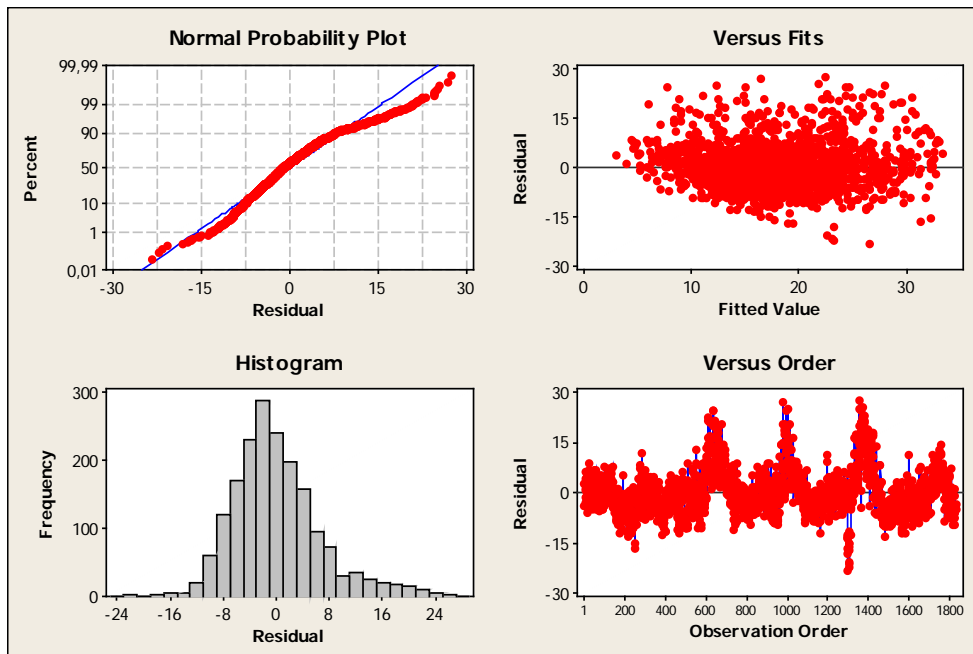 Normal Probability Plot
99,99
99
90
50
10
1
0,01
-30 -15 0 15 30
Percent
Residual
Versus Fits
30
15
0
-15
-30
0 10 20 30
Residual
Fitted Value
Histogram
300
200
100
0
-24 -16 -8 0 8 16 24
Frequency
Residual
Versus Order
30
15
0
-15
-30
1 200 400 600 800 1000 1200 1400 1600 1800
Residual
Observation Order